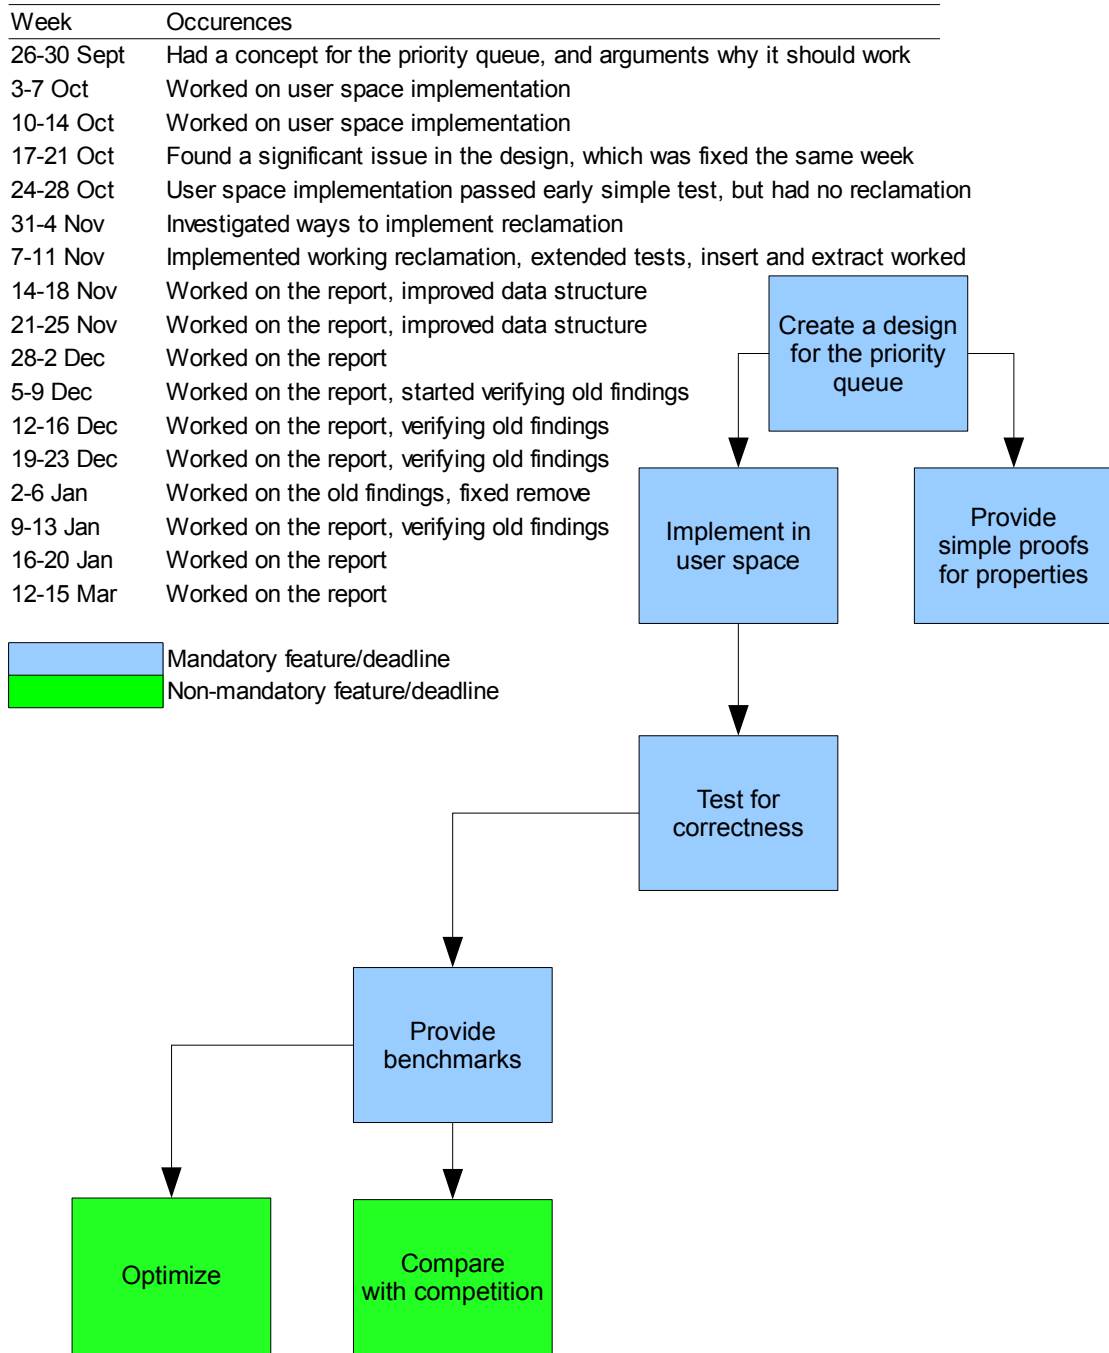 Week Occurences
26-30 Sept Had a concept for the priority queue, and arguments why it should work
3-7 Oct Worked on user space implementation
10-14 Oct Worked on user space implementation
17-21 Oct Found a significant issue in the design, which was fixed the same week
24-28 Oct User space implementation passed early simple test, but had no reclamation
31-4 Nov Investigated ways to implement reclamation
7-11 Nov Implemented working reclamation, extended tests, insert and extract worked
14-18 Nov Worked on the report, improved data structure
21-25 Nov Worked on the report, improved data structure
28-2 Dec Worked on the report
5-9 Dec Worked on the report, started verifying old findings
12-16 Dec Worked on the report, verifying old findings
19-23 Dec Worked on the report, verifying old findings
2-6 Jan Worked on the old findings, fixed remove
9-13 Jan Worked on the report, verifying old findings
16-20 Jan Worked on the report
12-15 Mar Worked on the report
Mandatory feature/deadline
Non-mandatory feature/deadline
Create a design
for the priority
queue
Implement in
user space
Provide
simple proofs
for properties
Test for
correctness
Provide
benchmarks
Optimize
Compare
with competition